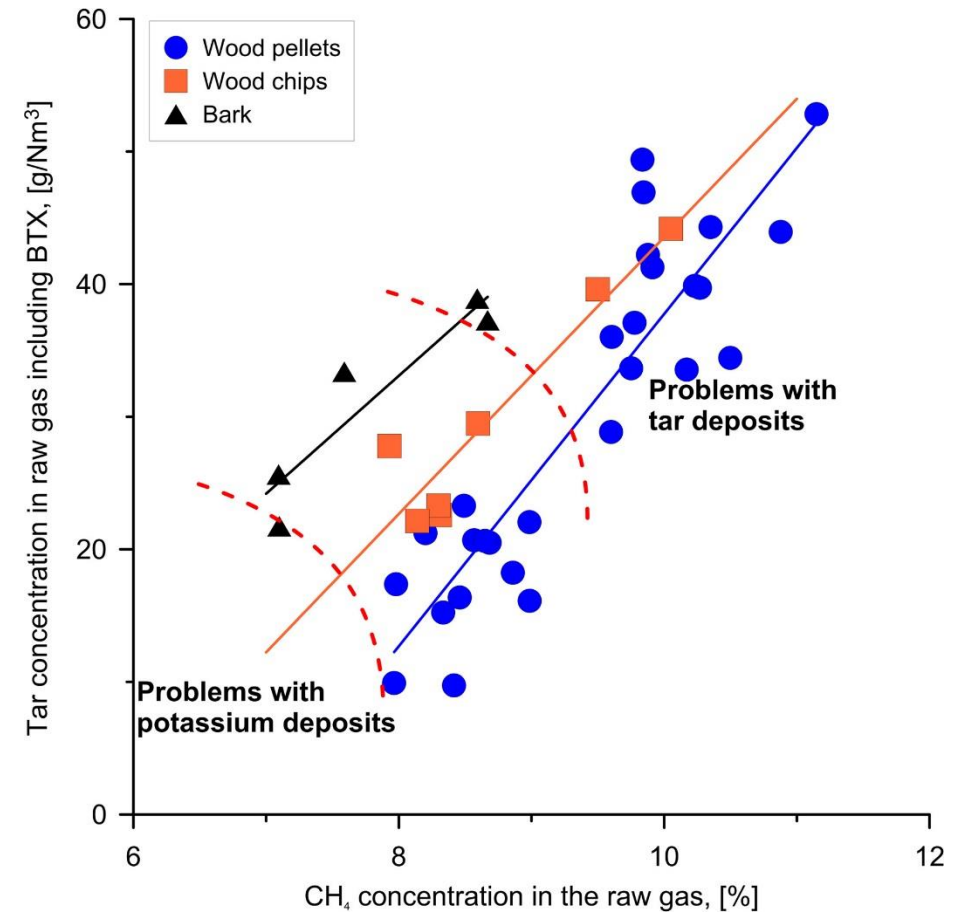 60
Wood pellets
Wood chips
Bark
40
20
0
Problems with
tar deposits
Problems with
potassium deposits
6
8
10
12
Tar concentration in raw gas including BTX, [g/Nm³]
CH₄ concentration in the raw gas, [%]